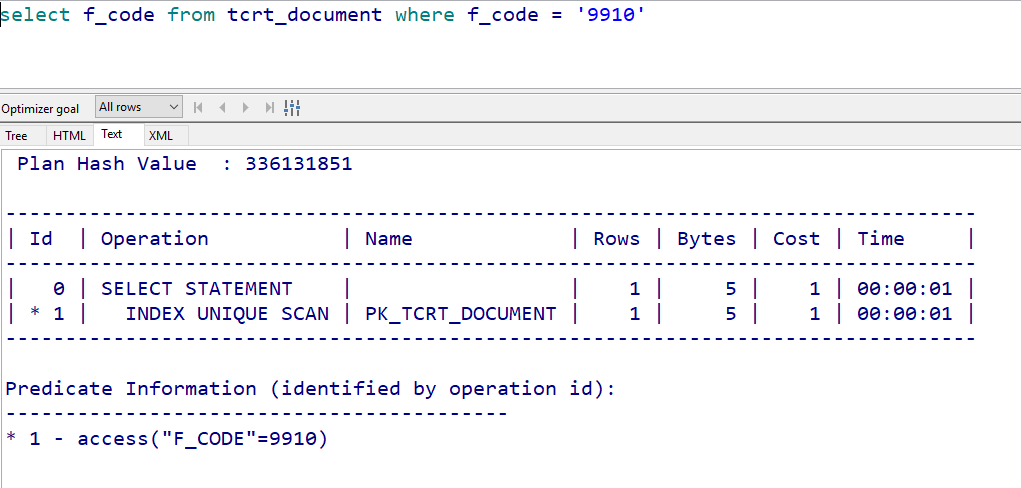 select f_code from tcrt_document where f_code = '9910'
Optimizer goal All rows
Tree HTML Text XML
Plan Hash Value : 336131851
--------------------------------------------------------------------------------
| Id | Operation | Name | Rows | Bytes | Cost | Time |
--------------------------------------------------------------------------------
| 0 | SELECT STATEMENT | | 1 | 5 | 1 | 00:00:01 |
| * 1 | INDEX UNIQUE SCAN | PK_TCRT_DOCUMENT | 1 | 5 | 1 | 00:00:01 |
--------------------------------------------------------------------------------
Predicate Information (identified by operation id):
------------------------------------------
* 1 - access("F_CODE"=9910)